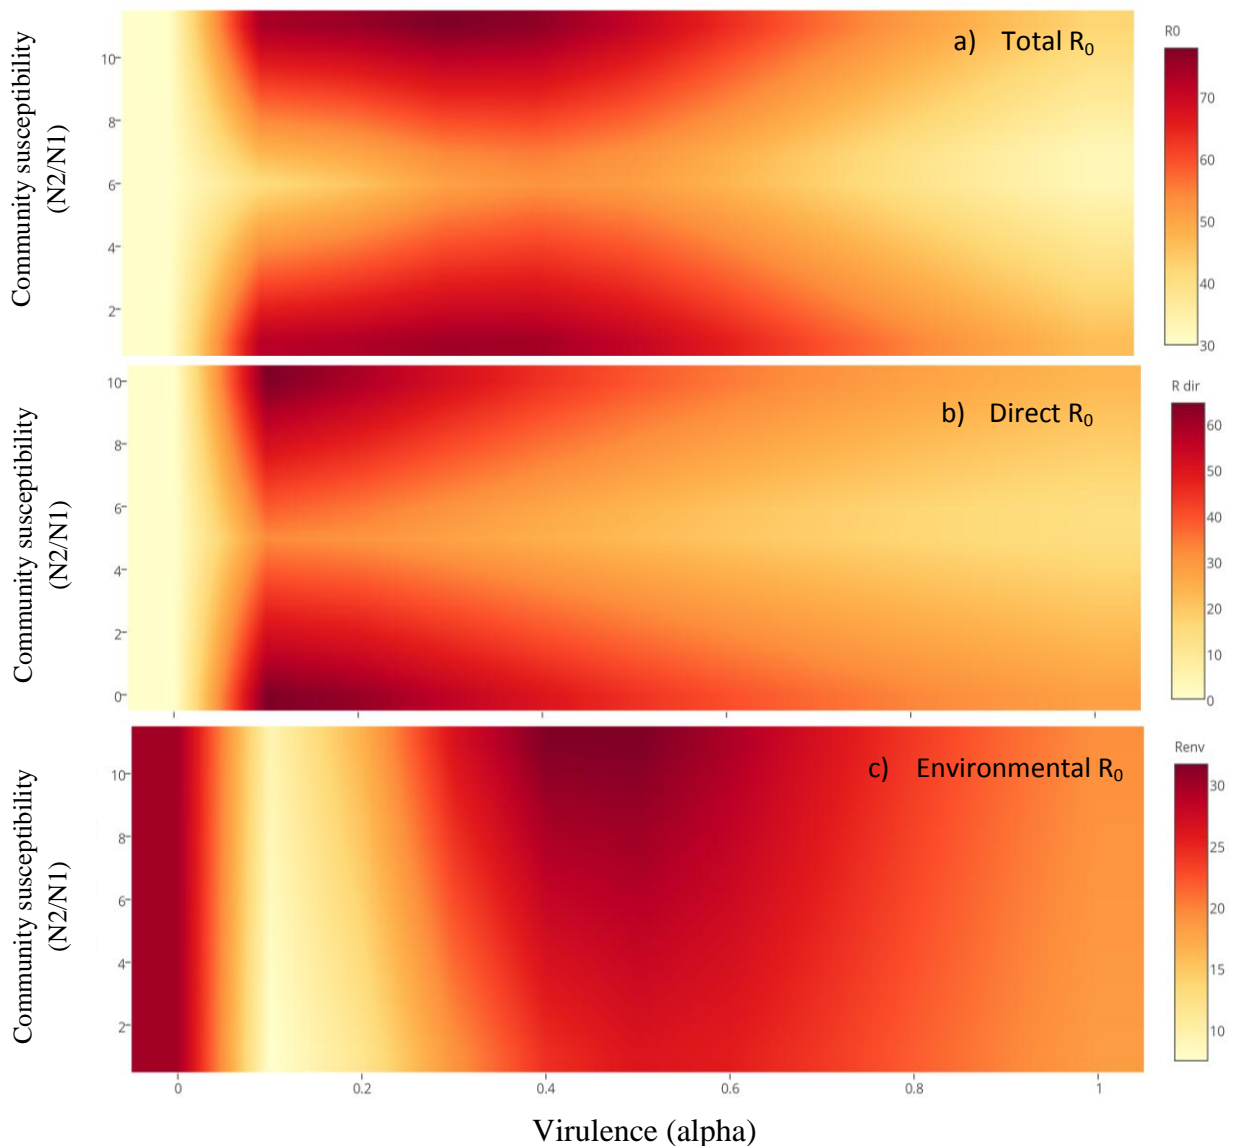 Community susceptibility
(N2/N1)
10
8
6
4
2
a) Total R₀
R0
70
60
50
40
30
Community susceptibility
(N2/N1)
10
8
6
4
2
0
b) Direct R₀
R dir
60
50
40
30
20
10
0
Community susceptibility
(N2/N1)
10
8
6
4
2
c) Environmental R₀
Renv
30
25
20
15
10
0 0.2 0.4 0.6 0.8 1
Virulence (alpha)